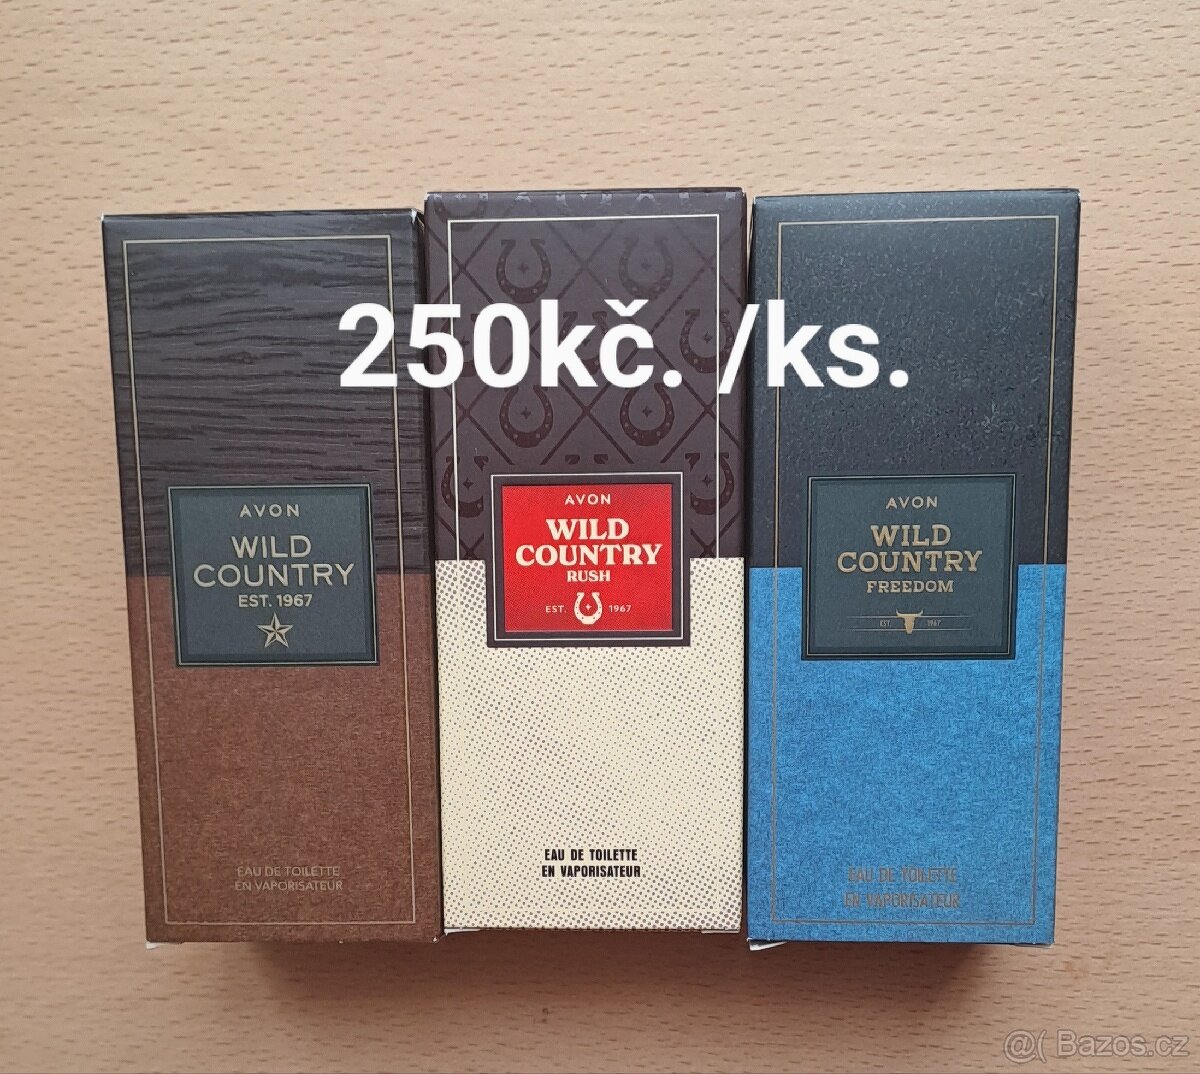 250kč. /ks.
AVON
WILD
COUNTRY
EST. 1967
EAU DE TOILETTE
EN VAPORISATEUR
AVON
WILD
COUNTRY
RUSH
EST. 1967
EAU DE TOILETTE
EN VAPORISATEUR
AVON
WILD
COUNTRY
FREEDOM
EST. 1967
EAU DE TOILETTE
EN VAPORISATEUR
@( Bazos.cz